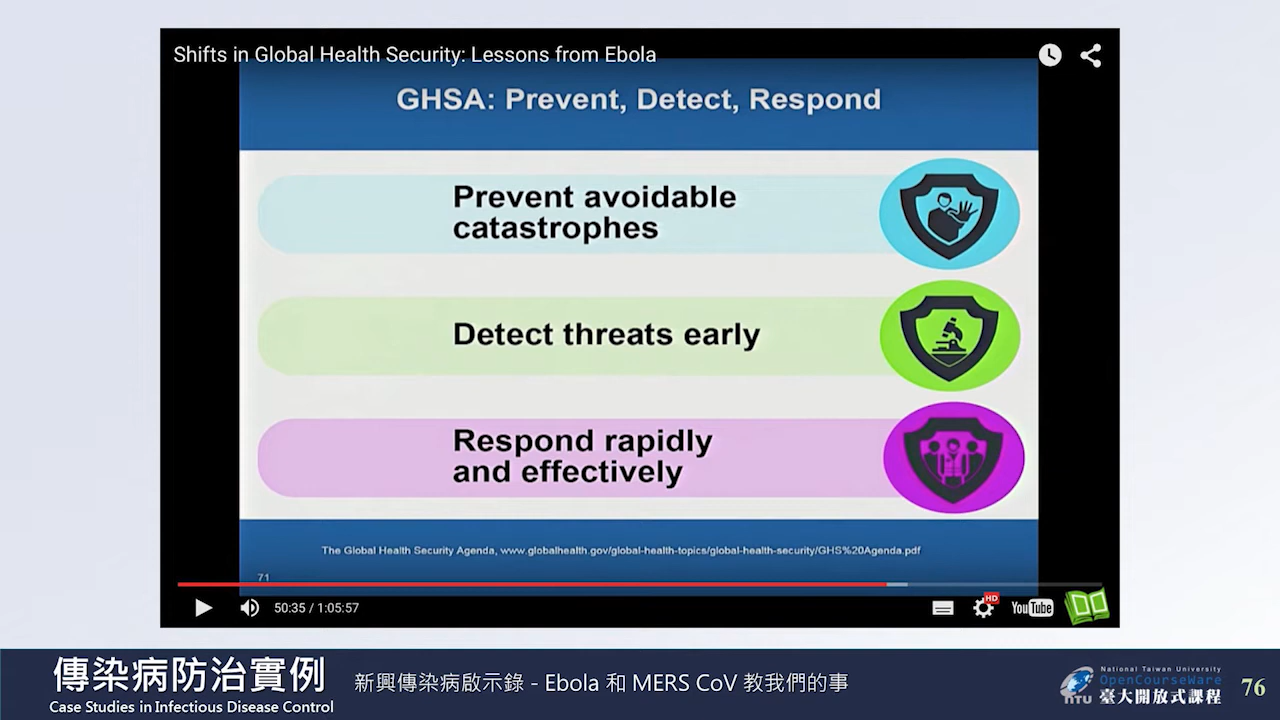 Shifts in Global Health Security: Lessons from Ebola
GHSA: Prevent, Detect, Respond
Prevent avoidable
catastrophes
Detect threats early
Respond rapidly
and effectively
The Global Health Security Agenda, www.globalhealth.gov/global-health-topics/global-health-security/GHS%20Agenda.pdf
71
50:35 / 1:05:57
HD
YouTube
傳染病防治實例
Case Studies in Infectious Disease Control
新興傳染病啟示錄 - Ebola 和 MERS CoV 教我們的事
National Taiwan University
OpenCourseWare
NTU 臺大開放式課程
76